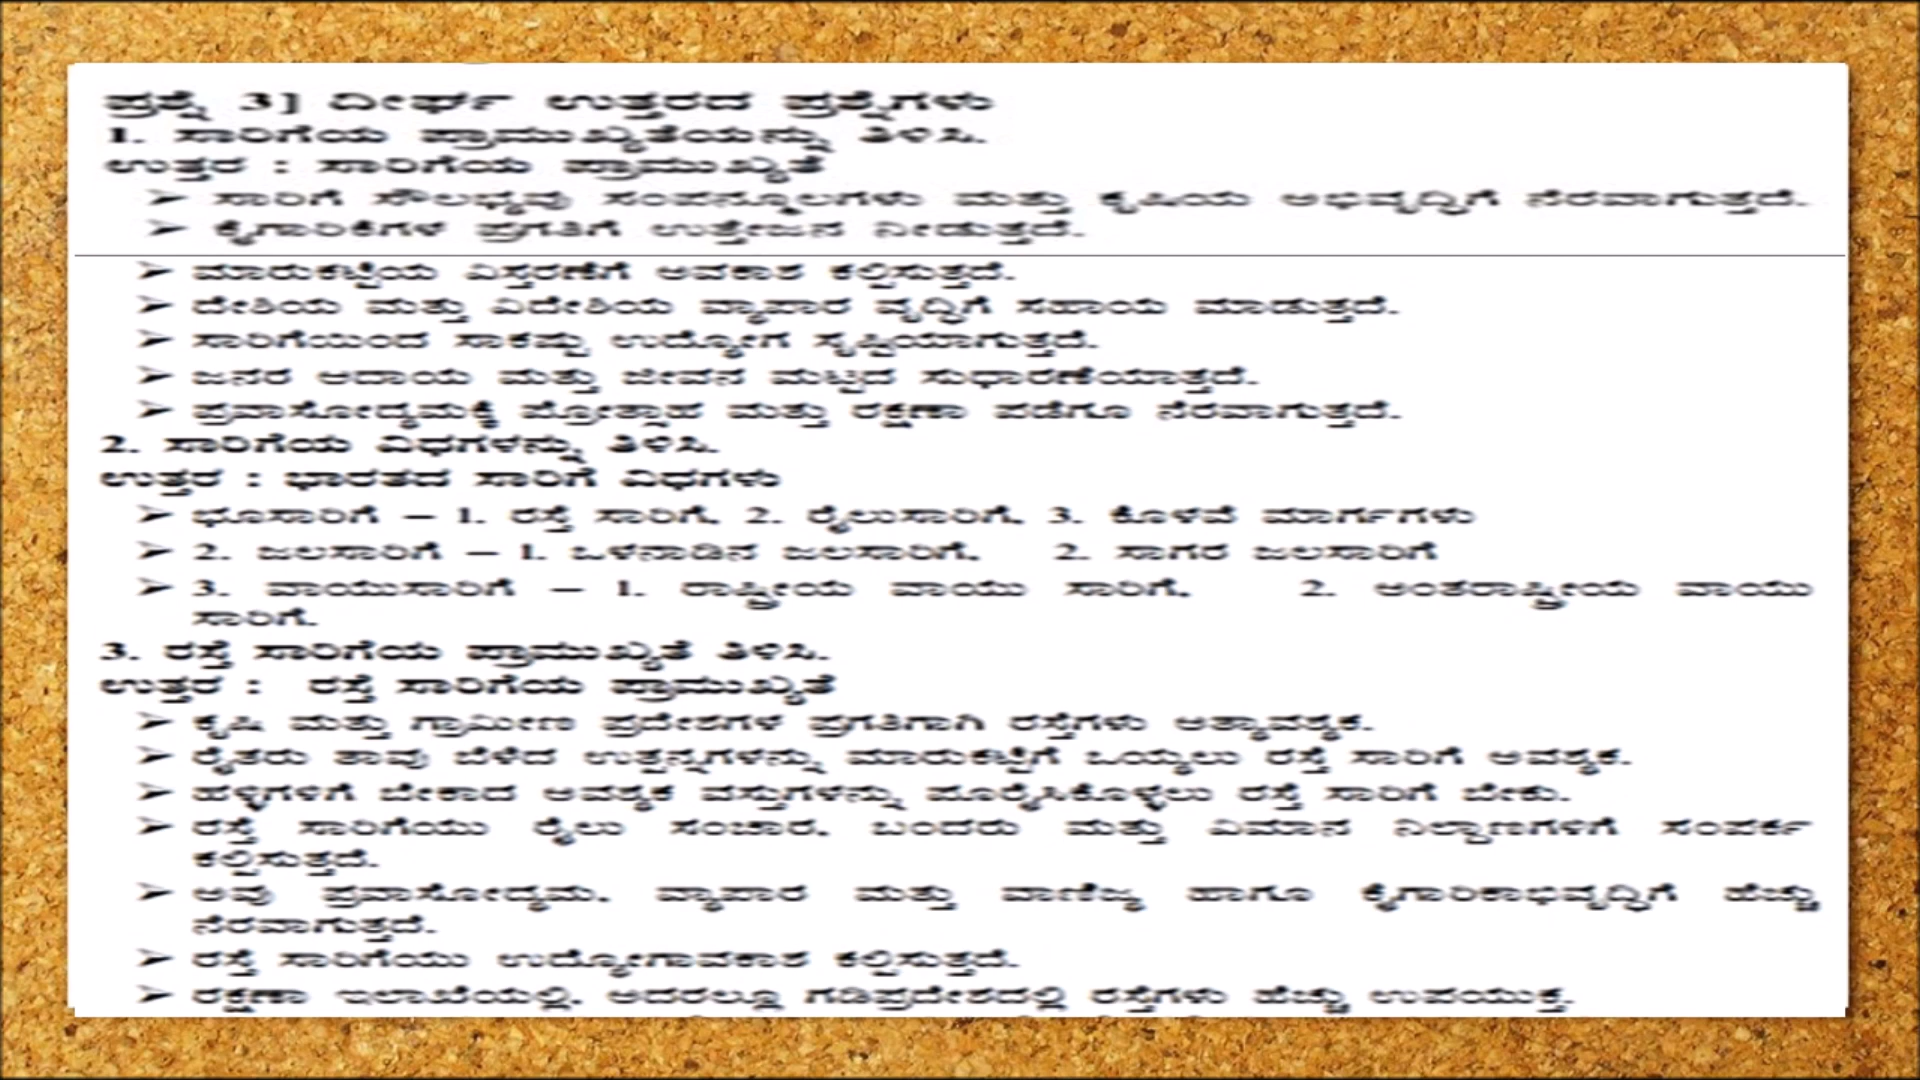 ಪ್ರಶ್ನೆ 3] ದೀರ್ಘ ಉತ್ತರದ ಪ್ರಶ್ನೆಗಳು
1. ಸಾರಿಗೆಯ ಪ್ರಾಮುಖ್ಯತೆಯನ್ನು ತಿಳಿಸಿ.
ಉತ್ತರ : ಸಾರಿಗೆಯ ಪ್ರಾಮುಖ್ಯತೆ
➢ ಸಾರಿಗೆ ಸೌಲಭ್ಯವು ಸಂಪನ್ಮೂಲಗಳು ಮತ್ತು ಕೃಷಿಯ ಅಭಿವೃದ್ಧಿಗೆ ನೆರವಾಗುತ್ತದೆ.
➢ ಕೈಗಾರಿಕೆಗಳ ಪ್ರಗತಿಗೆ ಉತ್ತೇಜನ ನೀಡುತ್ತದೆ.
➢ ಮಾರುಕಟ್ಟೆಯ ವಿಸ್ತರಣೆಗೆ ಅವಕಾಶ ಕಲ್ಪಿಸುತ್ತದೆ.
➢ ದೇಶಿಯ ಮತ್ತು ವಿದೇಶಿಯ ವ್ಯಾಪಾರ ವೃದ್ಧಿಗೆ ಸಹಾಯ ಮಾಡುತ್ತದೆ.
➢ ಸಾರಿಗೆಯಿಂದ ಸಾಕಷ್ಟು ಉದ್ಯೋಗ ಸೃಷ್ಟಿಯಾಗುತ್ತದೆ.
➢ ಜನರ ಆದಾಯ ಮತ್ತು ಜೀವನ ಮಟ್ಟದ ಸುಧಾರಣೆಯಾತ್ತದೆ.
➢ ಪ್ರವಾಸೋದ್ಯಮಕ್ಕೆ ಪ್ರೋತ್ಸಾಹ ಮತ್ತು ರಕ್ಷಣಾ ಪಡೆಗೂ ನೆರವಾಗುತ್ತದೆ.
2. ಸಾರಿಗೆಯ ವಿಧಗಳನ್ನು ತಿಳಿಸಿ.
ಉತ್ತರ : ಭಾರತದ ಸಾರಿಗೆ ವಿಧಗಳು
➢ ಭೂಸಾರಿಗೆ – 1. ರಸ್ತೆ ಸಾರಿಗೆ, 2. ರೈಲುಸಾರಿಗೆ, 3. ಕೊಳವೆ ಮಾರ್ಗಗಳು
➢ 2. ಜಲಸಾರಿಗೆ – 1. ಒಳನಾಡಿನ ಜಲಸಾರಿಗೆ, 2. ಸಾಗರ ಜಲಸಾರಿಗೆ
➢ 3. ವಾಯುಸಾರಿಗೆ – 1. ರಾಷ್ಟ್ರೀಯ ವಾಯು ಸಾರಿಗೆ, 2. ಅಂತರಾಷ್ಟ್ರೀಯ ವಾಯು
ಸಾರಿಗೆ.
3. ರಸ್ತೆ ಸಾರಿಗೆಯ ಪ್ರಾಮುಖ್ಯತೆ ತಿಳಿಸಿ.
ಉತ್ತರ : ರಸ್ತೆ ಸಾರಿಗೆಯ ಪ್ರಾಮುಖ್ಯತೆ
➢ ಕೃಷಿ ಮತ್ತು ಗ್ರಾಮೀಣ ಪ್ರದೇಶಗಳ ಪ್ರಗತಿಗಾಗಿ ರಸ್ತೆಗಳು ಅತ್ಯಾವಶ್ಯಕ.
➢ ರೈತರು ತಾವು ಬೆಳೆದ ಉತ್ಪನ್ನಗಳನ್ನು ಮಾರುಕಟ್ಟೆಗೆ ಒಯ್ಯಲು ರಸ್ತೆ ಸಾರಿಗೆ ಅವಶ್ಯಕ.
➢ ಹಳ್ಳಿಗಳಿಗೆ ಬೇಕಾದ ಅವಶ್ಯಕ ವಸ್ತುಗಳನ್ನು ಪೂರೈಸಿಕೊಳ್ಳಲು ರಸ್ತೆ ಸಾರಿಗೆ ಬೇಕು.
➢ ರಸ್ತೆ ಸಾರಿಗೆಯು ರೈಲು ಸಂಚಾರ, ಬಂದರು ಮತ್ತು ವಿಮಾನ ನಿಲ್ದಾಣಗಳಿಗೆ ಸಂಪರ್ಕ
ಕಲ್ಪಿಸುತ್ತದೆ.
➢ ಅವು ಪ್ರವಾಸೋದ್ಯಮ, ವ್ಯಾಪಾರ ಮತ್ತು ವಾಣಿಜ್ಯ ಹಾಗೂ ಕೈಗಾರಿಕಾಭಿವೃದ್ಧಿಗೆ ಹೆಚ್ಚು
ನೆರವಾಗುತ್ತದೆ.
➢ ರಸ್ತೆ ಸಾರಿಗೆಯು ಉದ್ಯೋಗಾವಕಾಶ ಕಲ್ಪಿಸುತ್ತದೆ.
➢ ರಕ್ಷಣಾ ಇಲಾಖೆಯಲ್ಲಿ, ಅದರಲ್ಲೂ ಗಡಿಪ್ರದೇಶದಲ್ಲಿ ರಸ್ತೆಗಳು ಹೆಚ್ಚು ಉಪಯುಕ್ತ.